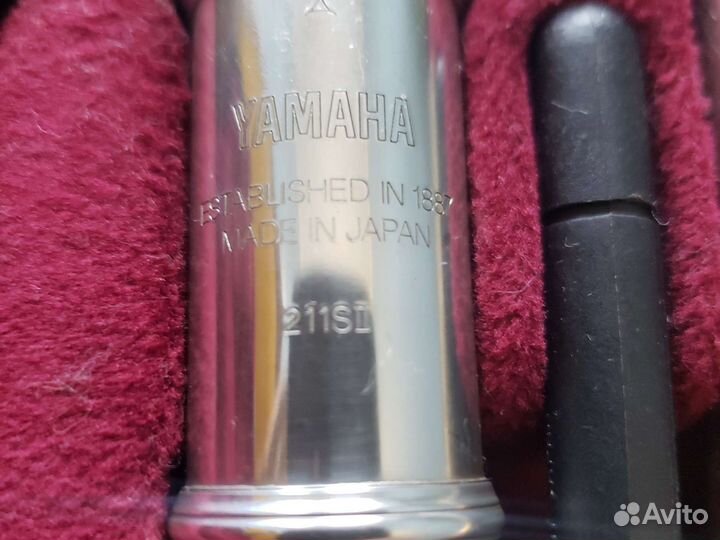 YAMAHA
ESTABLISHED IN 1887
MADE IN JAPAN
211SII
Avito